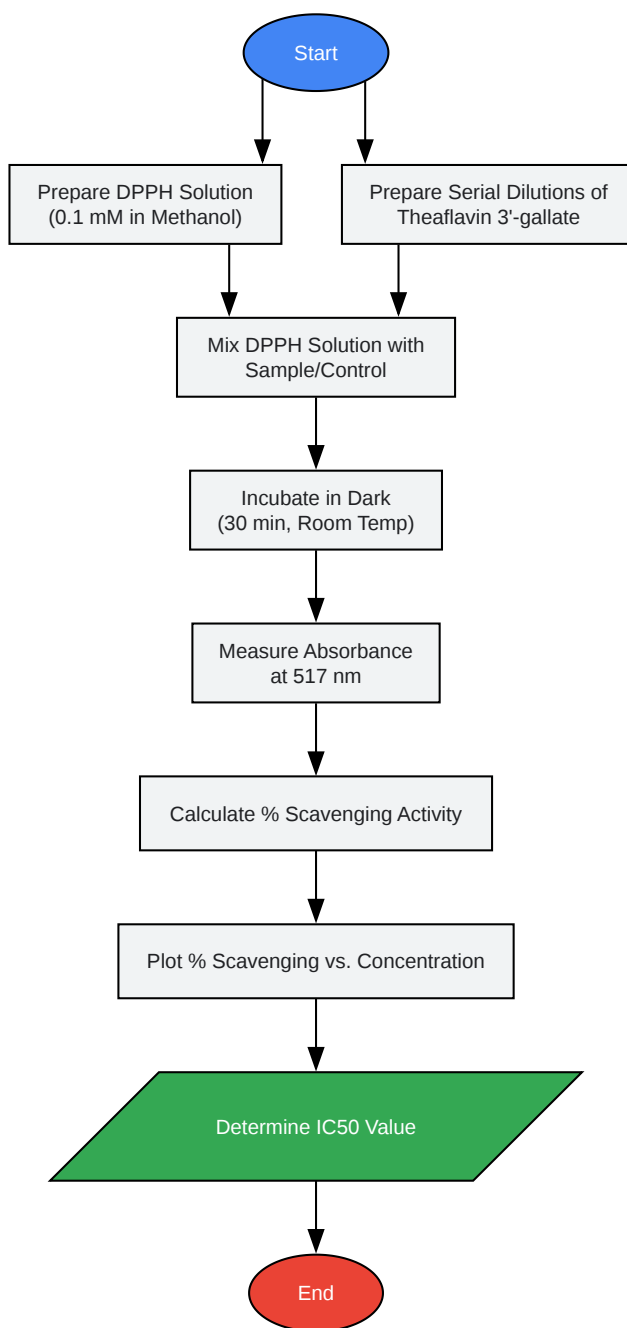 Start
Prepare DPPH Solution
(0.1 mM in Methanol)
Prepare Serial Dilutions of
Theaflavin 3'-gallate
Mix DPPH Solution with
Sample/Control
Incubate in Dark
(30 min, Room Temp)
Measure Absorbance
at 517 nm
Calculate % Scavenging Activity
Plot % Scavenging vs. Concentration
Determine IC50 Value
End